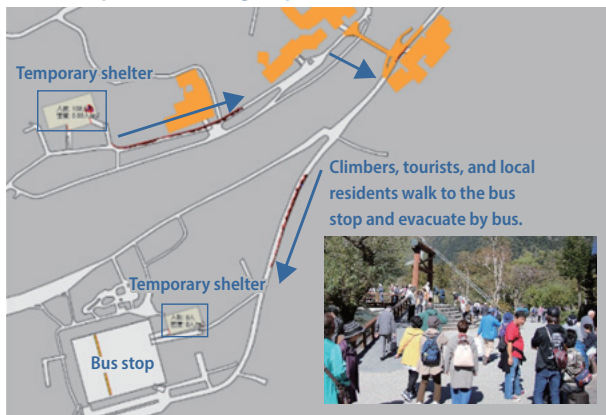 Temporary shelter
Climbers, tourists, and local
residents walk to the bus
stop and evacuate by bus.
Temporary shelter
Bus stop